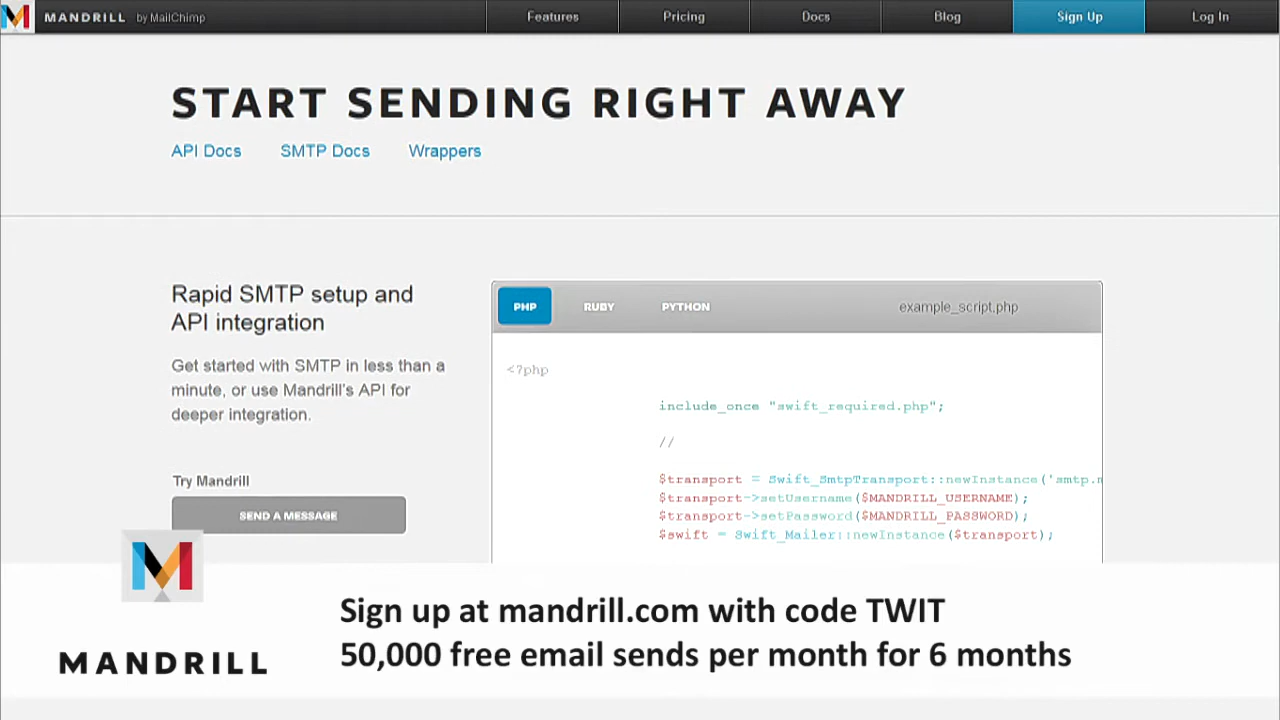 MANDRILL by MailChimp Features Pricing Docs Blog Sign Up Log In
START SENDING RIGHT AWAY
API Docs SMTP Docs Wrappers
Rapid SMTP setup and
API integration
Get started with SMTP in less than a
minute, or use Mandrill's API for
deeper integration.
Try Mandrill
SEND A MESSAGE
PHP RUBY PYTHON example_script.php
<?php
include_once "swift_required.php";
//
$transport = Swift_SmtpTransport::newInstance('smtp.m
$transport->setUsername($MANDRILL_USERNAME);
$transport->setPassword($MANDRILL_PASSWORD);
$swift = Swift_Mailer::newInstance($transport);
MANDRILL
Sign up at mandrill.com with code TWIT
50,000 free email sends per month for 6 months